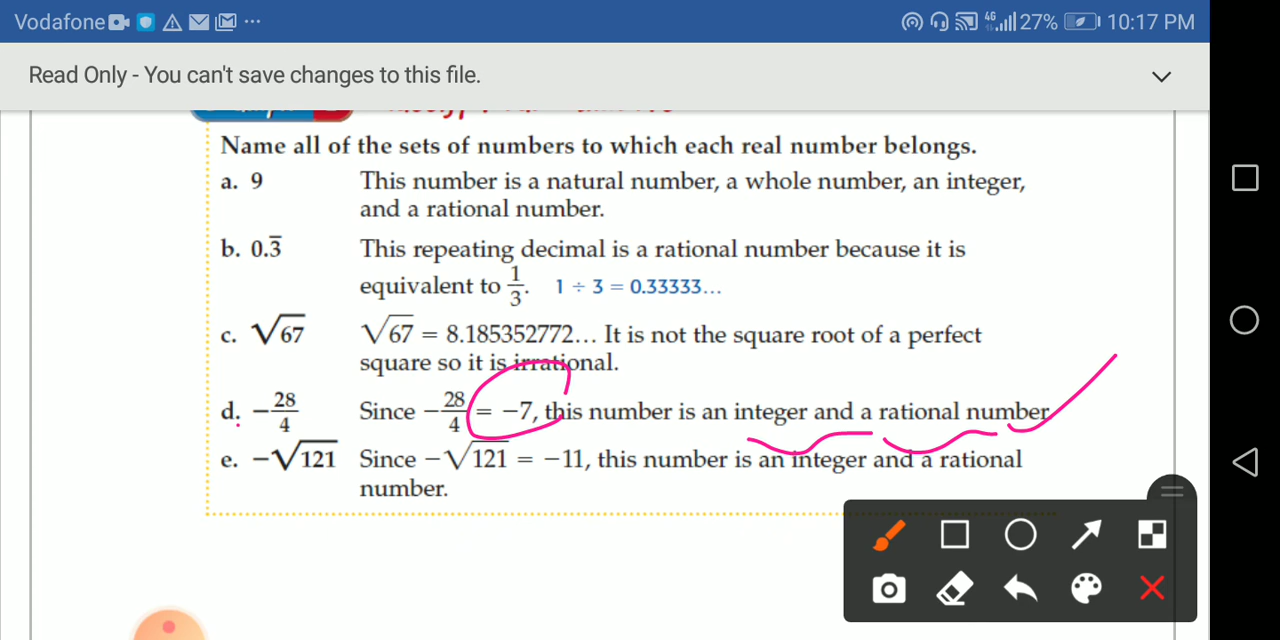 Vodafone ... 4G 27% 10:17 PM
Read Only - You can't save changes to this file.
Name all of the sets of numbers to which each real number belongs.
a. 9 This number is a natural number, a whole number, an integer,
and a rational number.
b. 0.3̅ This repeating decimal is a rational number because it is
equivalent to 1/3. 1 ÷ 3 = 0.33333...
c. √67 √67 = 8.185352772... It is not the square root of a perfect
square so it is irrational.
d. −28/4 Since −28/4 = −7, this number is an integer and a rational number
e. −√121 Since −√121 = −11, this number is an integer and a rational
number.